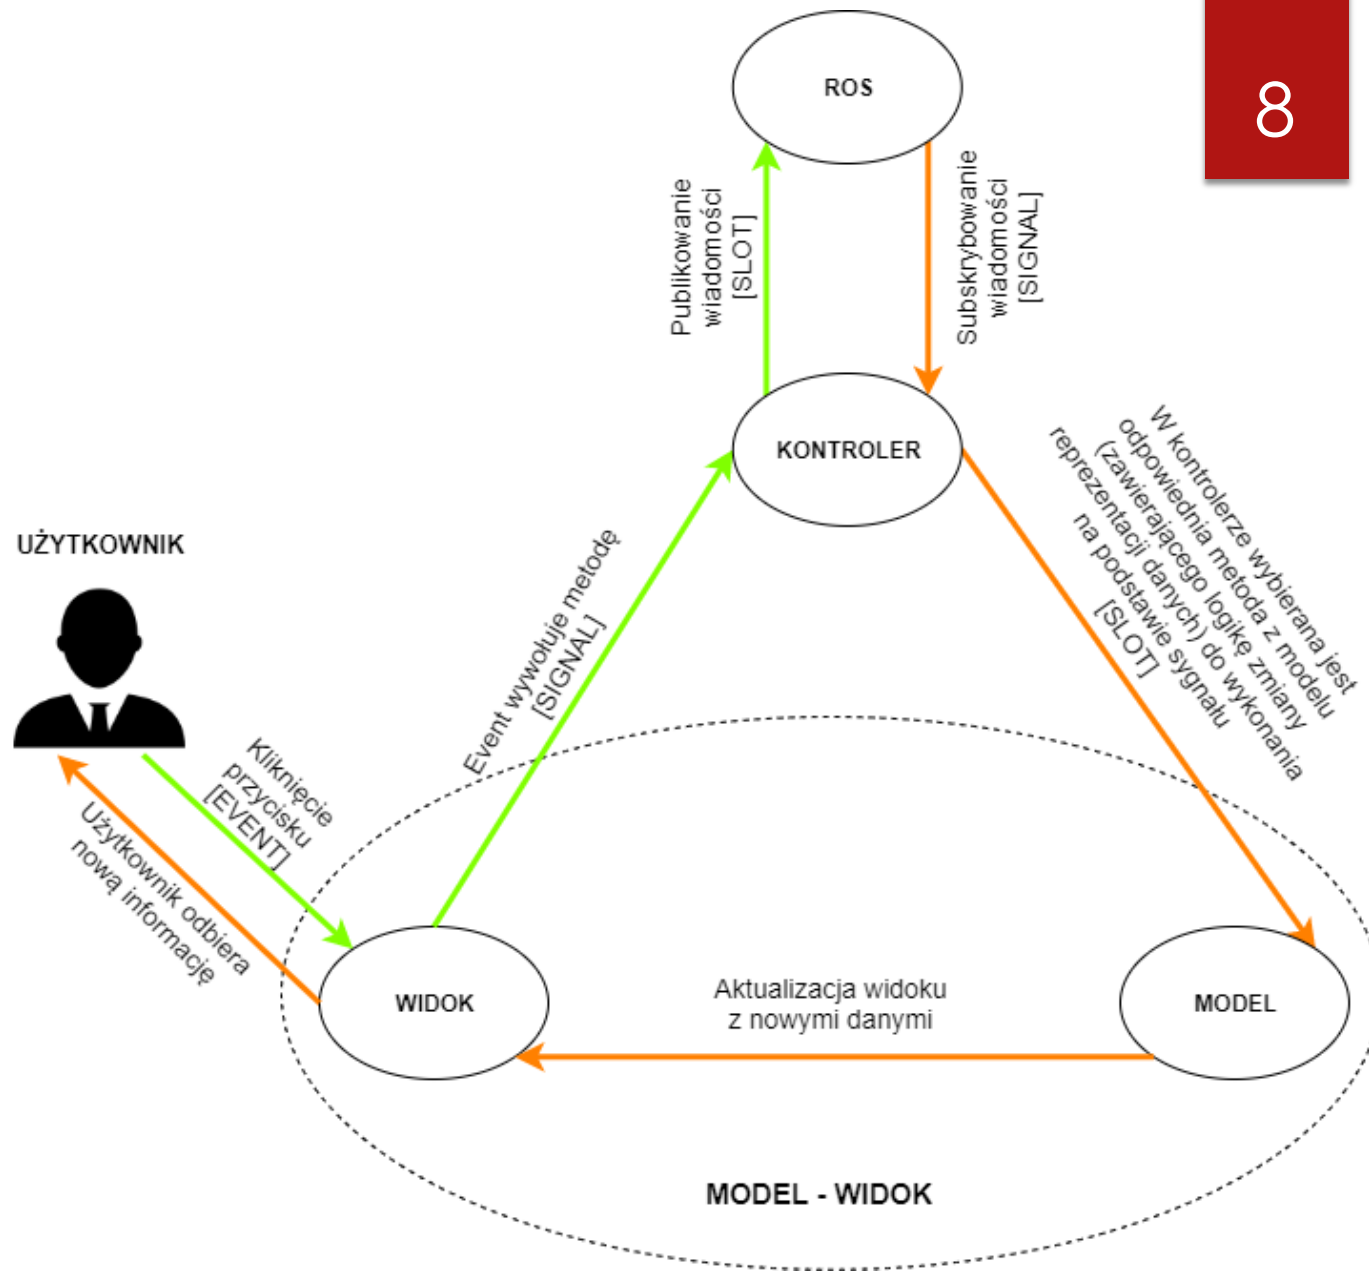 8
ROS
Publikowanie
wiadomości
[SLOT]
Subskrybowanie
wiadomości
[SIGNAL]
KONTROLER
W kontrolerze wybierana jest
odpowiednia metoda z modelu
(zawierającego logikę zmiany
reprezentacji danych) do wykonania
na podstawie sygnału
[SLOT]
Event wywołuje metodę
[SIGNAL]
UŻYTKOWNIK
Kliknięcie
przycisku
[EVENT]
Użytkownik odbiera
nową informację
WIDOK
Aktualizacja widoku
z nowymi danymi
MODEL
MODEL - WIDOK